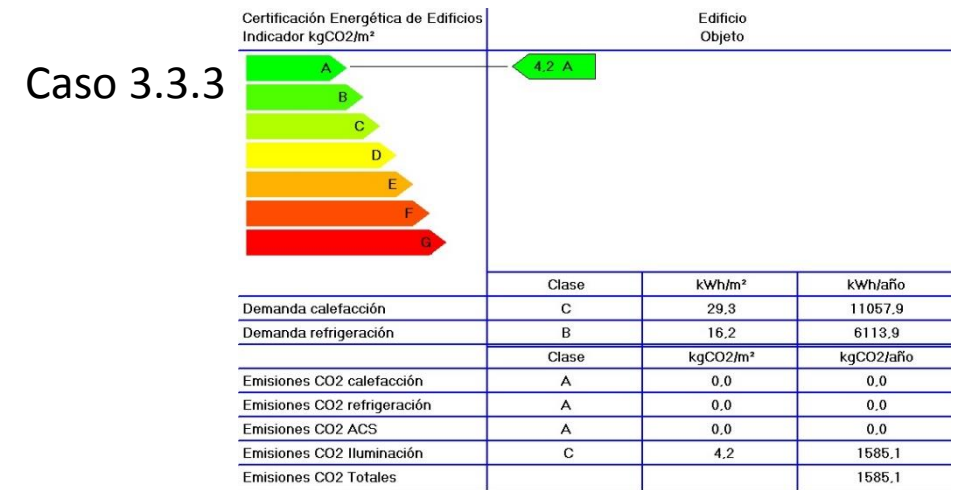 Certificación Energética de Edificios
Indicador kgCO2/m²
Edificio
Objeto
Caso 3.3.3
A
4,2 A
B
C
D
E
F
G
Clase kWh/m² kWh/año
Demanda calefacción C 29,3 11057,9
Demanda refrigeración B 16,2 6113,9
Clase kgCO2/m² kgCO2/año
Emisiones CO2 calefacción A 0,0 0,0
Emisiones CO2 refrigeración A 0,0 0,0
Emisiones CO2 ACS A 0,0 0,0
Emisiones CO2 Iluminación C 4,2 1585,1
Emisiones CO2 Totales 1585,1